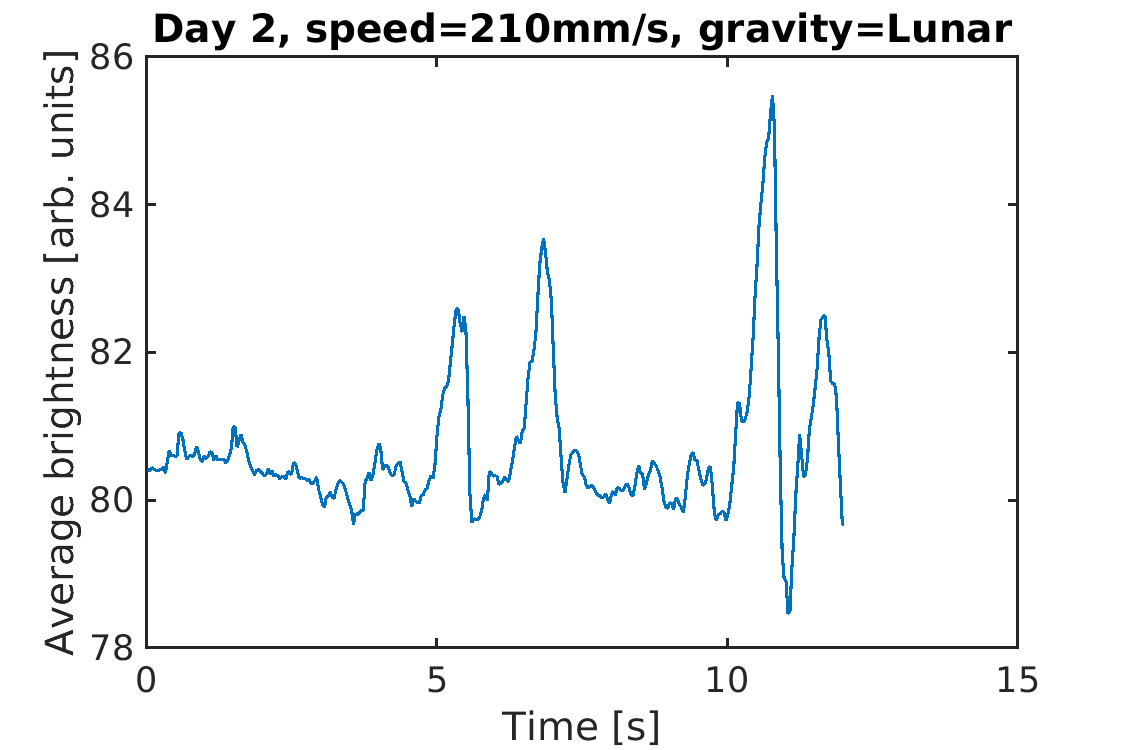 Day 2, speed=210mm/s, gravity=Lunar
Average brightness [arb. units]
86
84
82
80
78
0 5 10 15
Time [s]